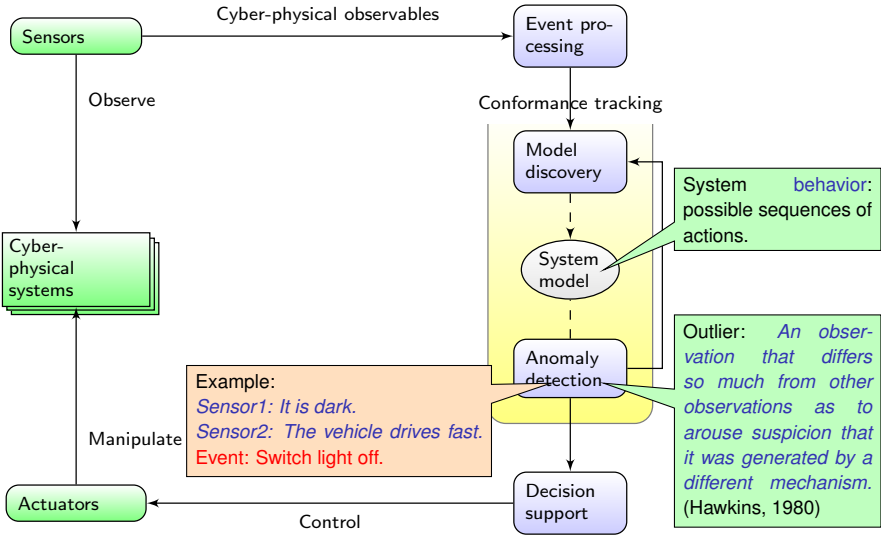 Cyber-physical observables
Sensors
Event pro-
cessing
Observe
Conformance tracking
Model
discovery
System behavior:
possible sequences of
actions.
Cyber-
physical
systems
System
model
Outlier: An obser-
vation that differs
so much from other
observations as to
arouse suspicion that
it was generated by a
different mechanism.
(Hawkins, 1980)
Anomaly
detection
Example:
Sensor1: It is dark.
Sensor2: The vehicle drives fast.
Event: Switch light off.
Manipulate
Actuators
Control
Decision
support